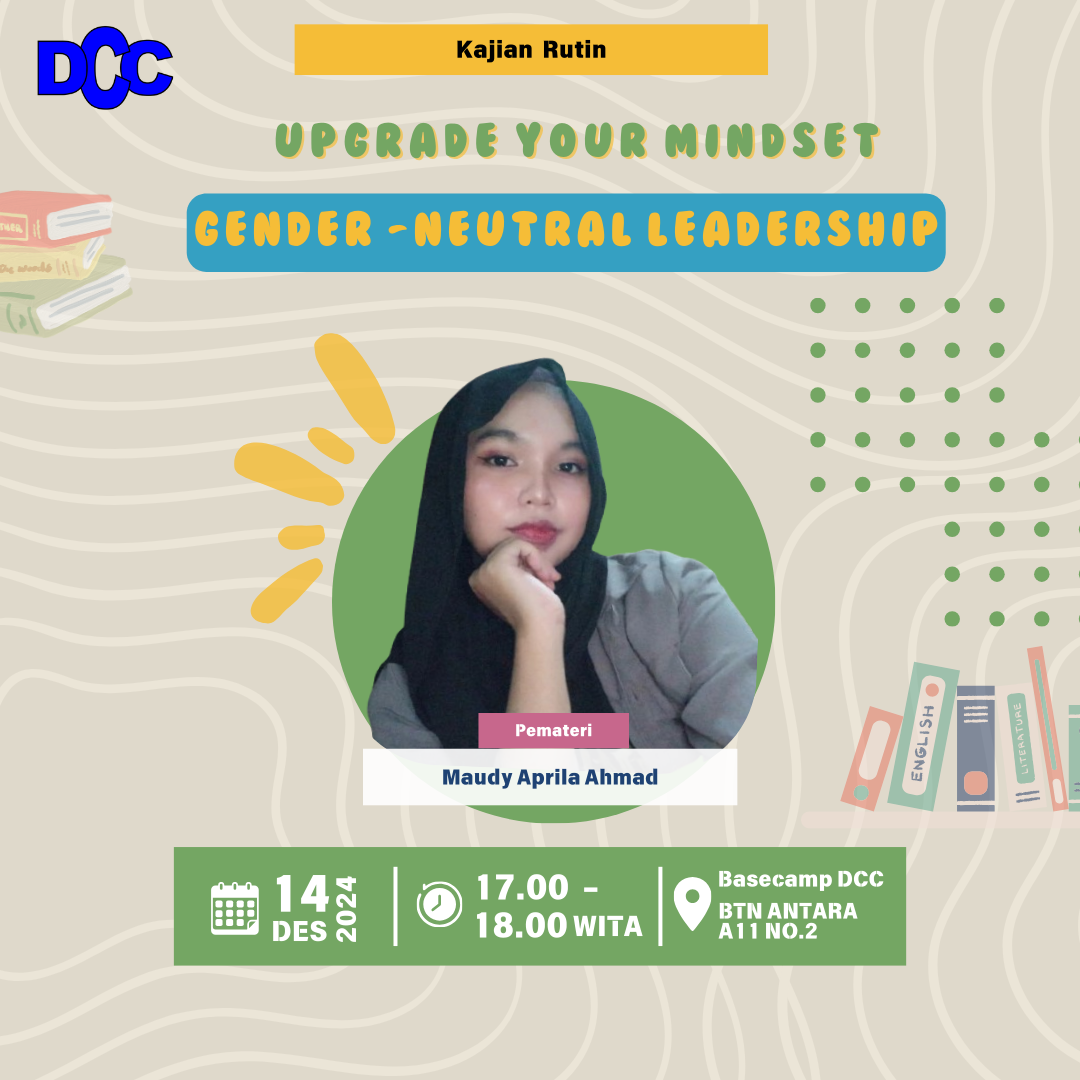 DCC
Kajian Rutin
UPGRADE YOUR MINDSET
GENDER -NEUTRAL LEADERSHIP
Pemateri
Maudy Aprila Ahmad
ENGLISH
LITERATURE
14
DES
2024
17.00 -
18.00 WITA
Basecamp DCC
BTN ANTARA
A11 NO.2